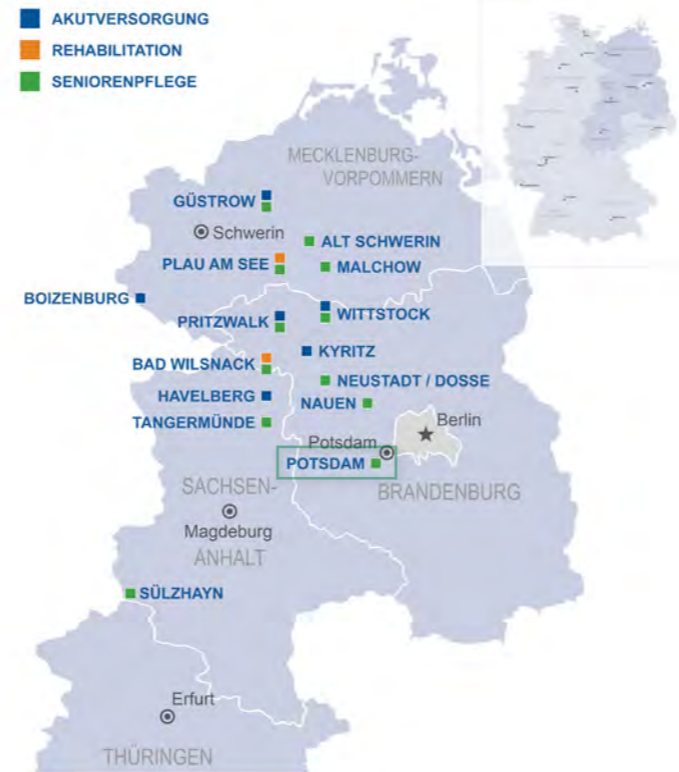 AKUTVERSORGUNG
REHABILITATION
SENIORENPFLEGE
MECKLENBURG-
VORPOMMERN
GÜSTROW
Schwerin
ALT SCHWERIN
PLAU AM SEE
MALCHOW
BOIZENBURG
PRITZWALK
WITTSTOCK
KYRITZ
BAD WILSNACK
NEUSTADT / DOSSE
HAVELBERG
NAUEN
TANGERMÜNDE
Berlin
Potsdam
POTSDAM
SACHSEN-
BRANDENBURG
Magdeburg
ANHALT
SÜLZHAYN
Erfurt
THÜRINGEN